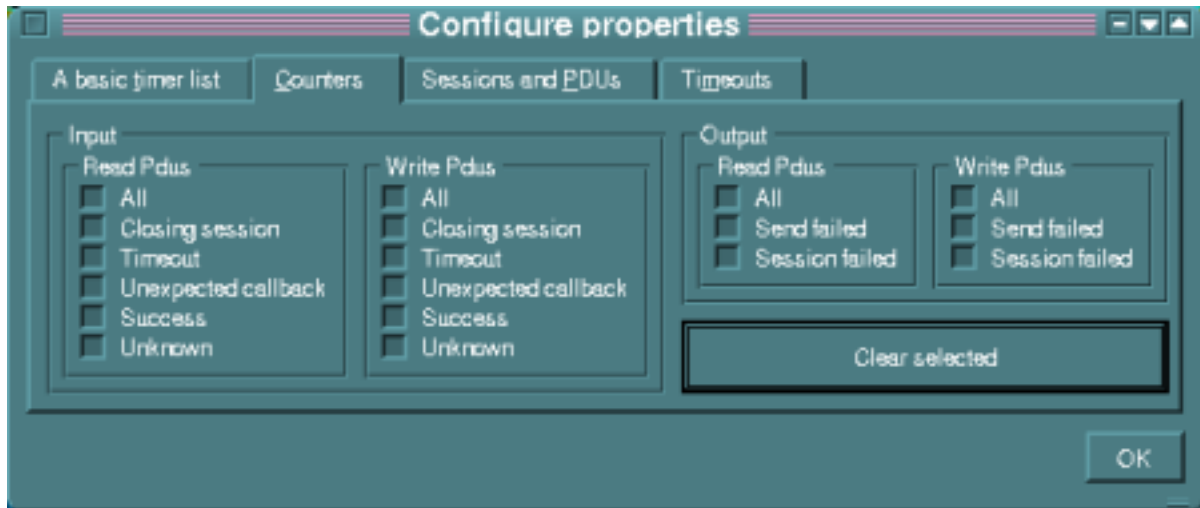 Configure properties
A basic timer list
Counters
Sessions and PDUs
Timeouts
Input
Read Pdus
All
Closing session
Timeout
Unexpected callback
Success
Unknown
Write Pdus
All
Closing session
Timeout
Unexpected callback
Success
Unknown
Output
Read Pdus
All
Send failed
Session failed
Write Pdus
All
Send failed
Session failed
Clear selected
OK